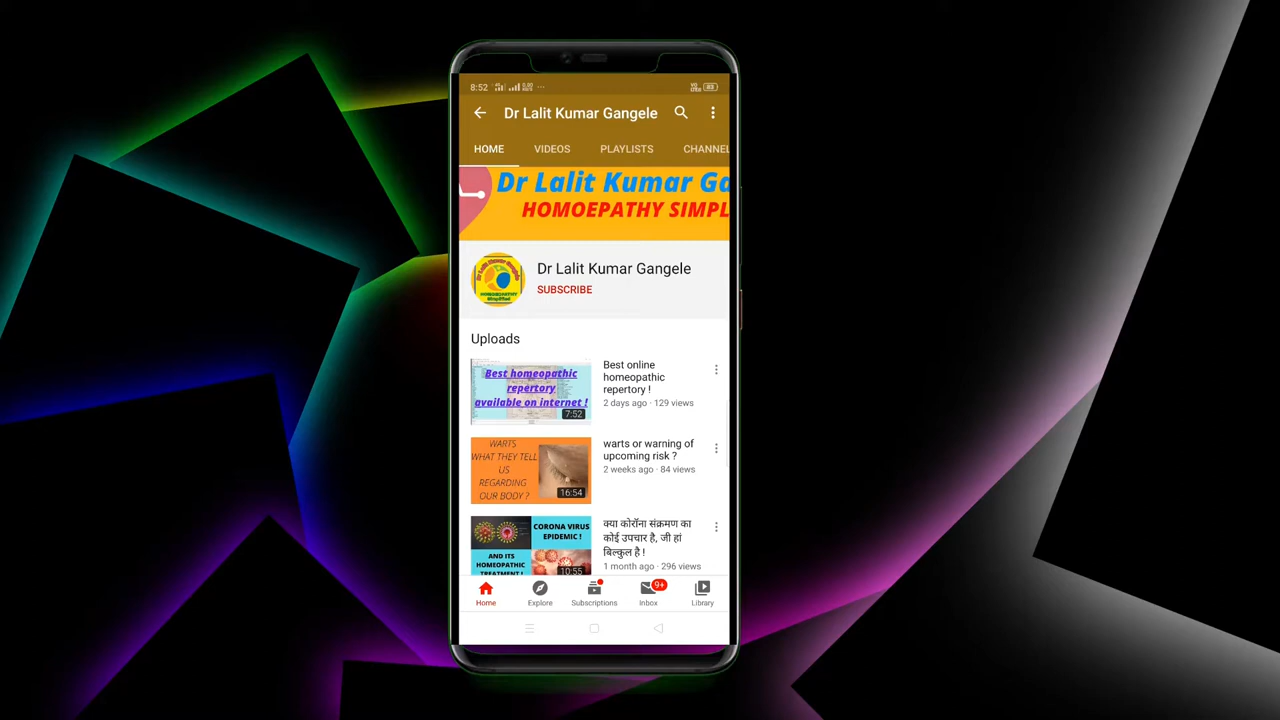 8:52
Dr Lalit Kumar Gangele
HOME VIDEOS PLAYLISTS CHANNEL
Dr Lalit Kumar Ga
HOMOEPATHY SIMPL
Dr Lalit Kumar Gangele
SUBSCRIBE
Uploads
Best homeopathic
repertory
available on internet !
7:52
Best online
homeopathic
repertory !
2 days ago · 129 views
WARTS
WHAT THEY TELL
US
REGARDING
OUR BODY ?
16:54
warts or warning of
upcoming risk ?
2 weeks ago · 84 views
CORONA VIRUS
EPIDEMIC !
AND ITS
HOMEOPATHIC
TREATMENT !
10:55
क्या कोरोंना संक्रमण का
कोई उपचार है, जी हां
बिल्कुल है !
1 month ago · 296 views
9+
Home Explore Subscriptions Inbox Library